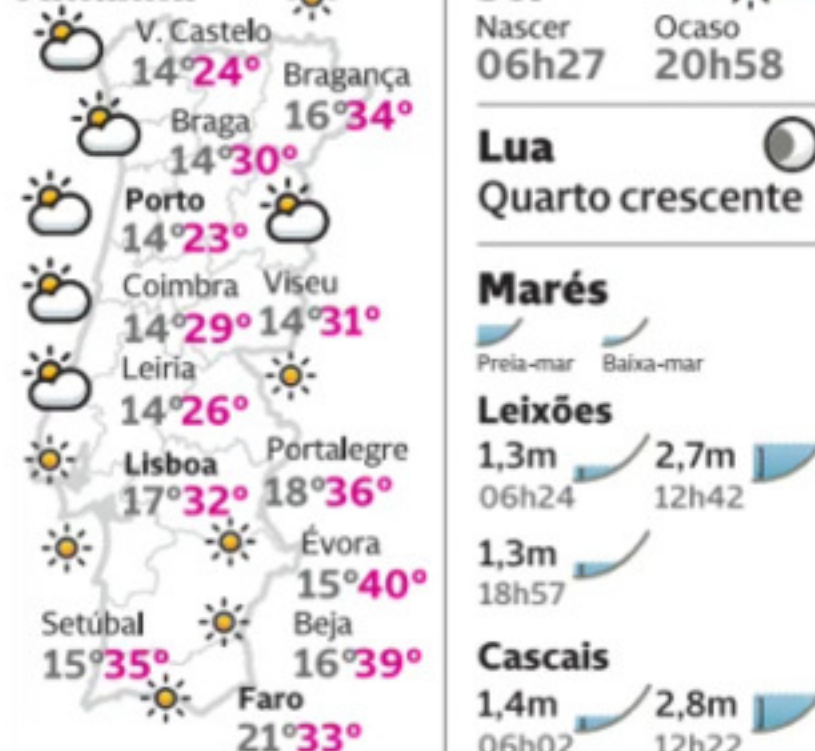 V. Castelo
14°24°
Bragança
16°34°
Braga
14°30°
Porto
14°23°
Coimbra
14°29°
Viseu
14°31°
Leiria
14°26°
Lisboa
17°32°
Portalegre
18°36°
Évora
15°40°
Setúbal
15°35°
Beja
16°39°
Faro
21°33°
Nascer Ocaso
06h27 20h58
Lua
Quarto crescente
Marés
Preia-mar Baixa-mar
Leixões
1,3m 2,7m
06h24 12h42
1,3m
18h57
Cascais
1,4m 2,8m
06h02 12h22